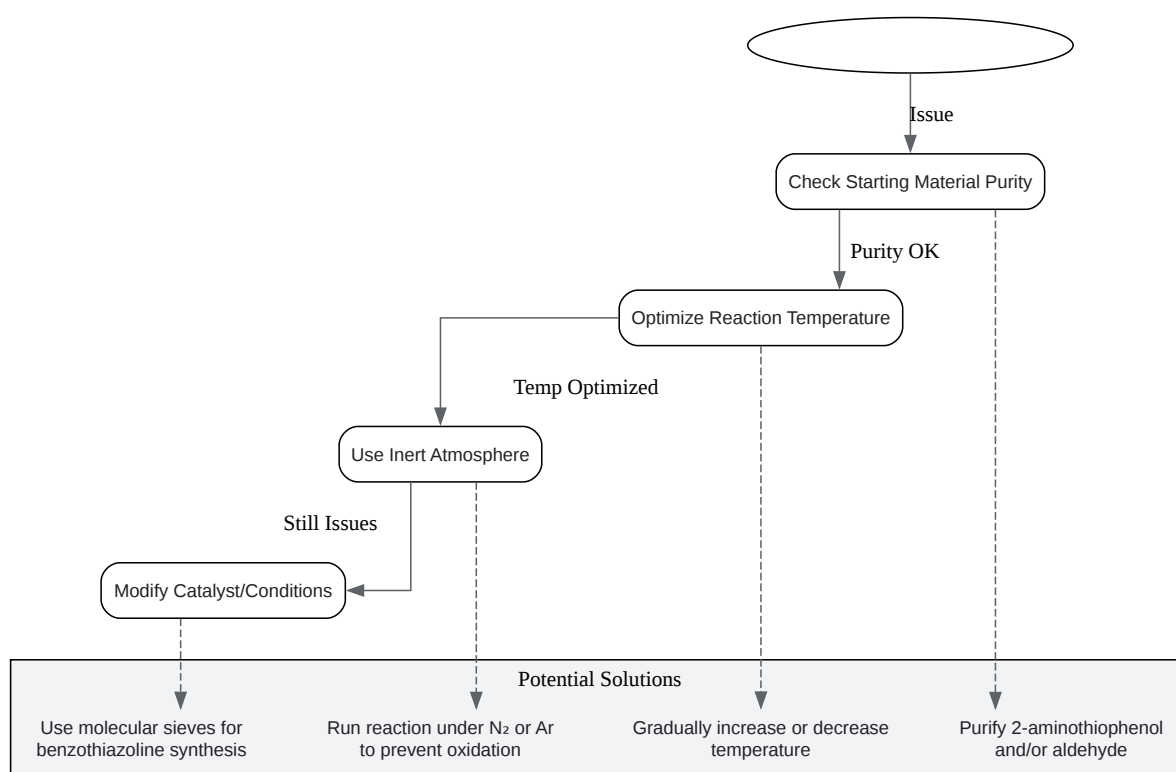 Issue
Check Starting Material Purity
Purity OK
Optimize Reaction Temperature
Temp Optimized
Use Inert Atmosphere
Still Issues
Modify Catalyst/Conditions
Potential Solutions
Use molecular sieves for
benzothiazoline synthesis
Run reaction under N₂ or Ar
to prevent oxidation
Gradually increase or decrease
temperature
Purify 2-aminothiophenol
and/or aldehyde